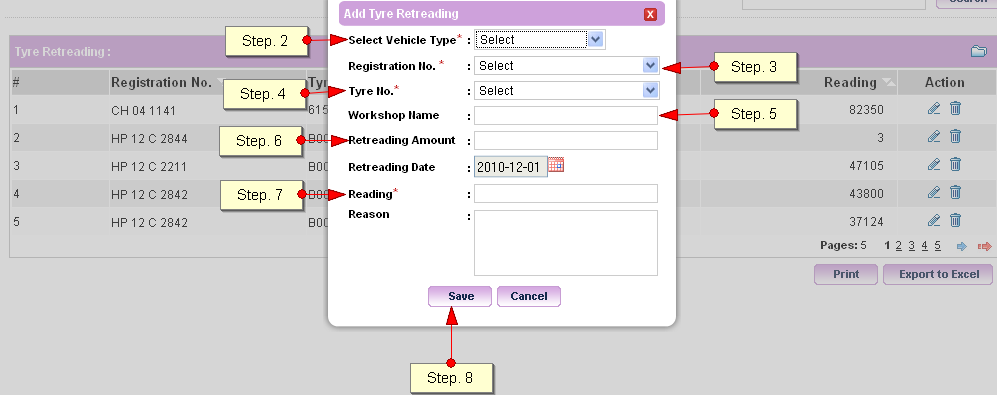 Search
Add Tyre Retreading
Step. 2
Select Vehicle Type* : Select
Tyre Retreading :
Registration No. * : Select
Step. 3
# Registration No. Reading Action
Step. 4
Tyre No.* : Select
1 CH 04 1141 615 82350
Workshop Name :
Step. 5
2 HP 12 C 2844 B00 3
Step. 6
Retreading Amount :
3 HP 12 C 2211 B00 47105
Retreading Date : 2010-12-01
4 HP 12 C 2842 B00 43800
Step. 7
Reading* :
Reason :
5 HP 12 C 2842 B00 37124
Pages: 5 1 2 3 4 5
Print Export to Excel
Save Cancel
Step. 8